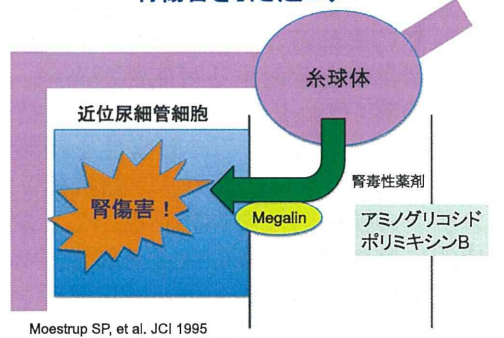 糸球体
近位尿細管細胞
腎毒性薬剤
腎傷害！
Megalin
アミノグリコシド
ポリミキシンB
Moestrup SP, et al. JCI 1995